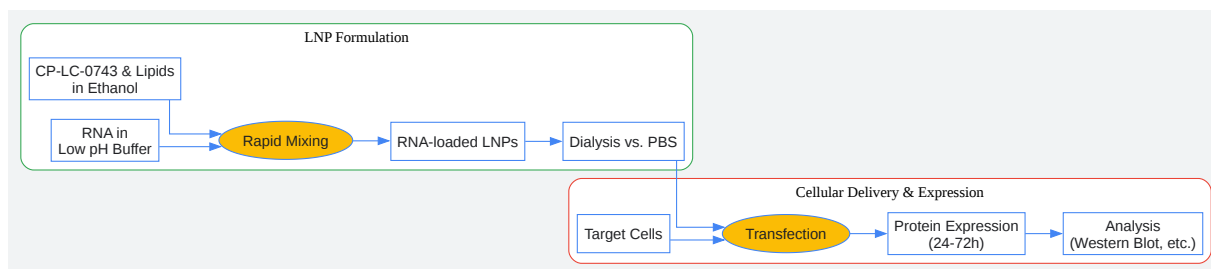 LNP Formulation
CP-LC-0743 & Lipids
in Ethanol
RNA in
Low pH Buffer
Rapid Mixing
RNA-loaded LNPs
Dialysis vs. PBS
Cellular Delivery & Expression
Target Cells
Transfection
Protein Expression
(24-72h)
Analysis
(Western Blot, etc.)